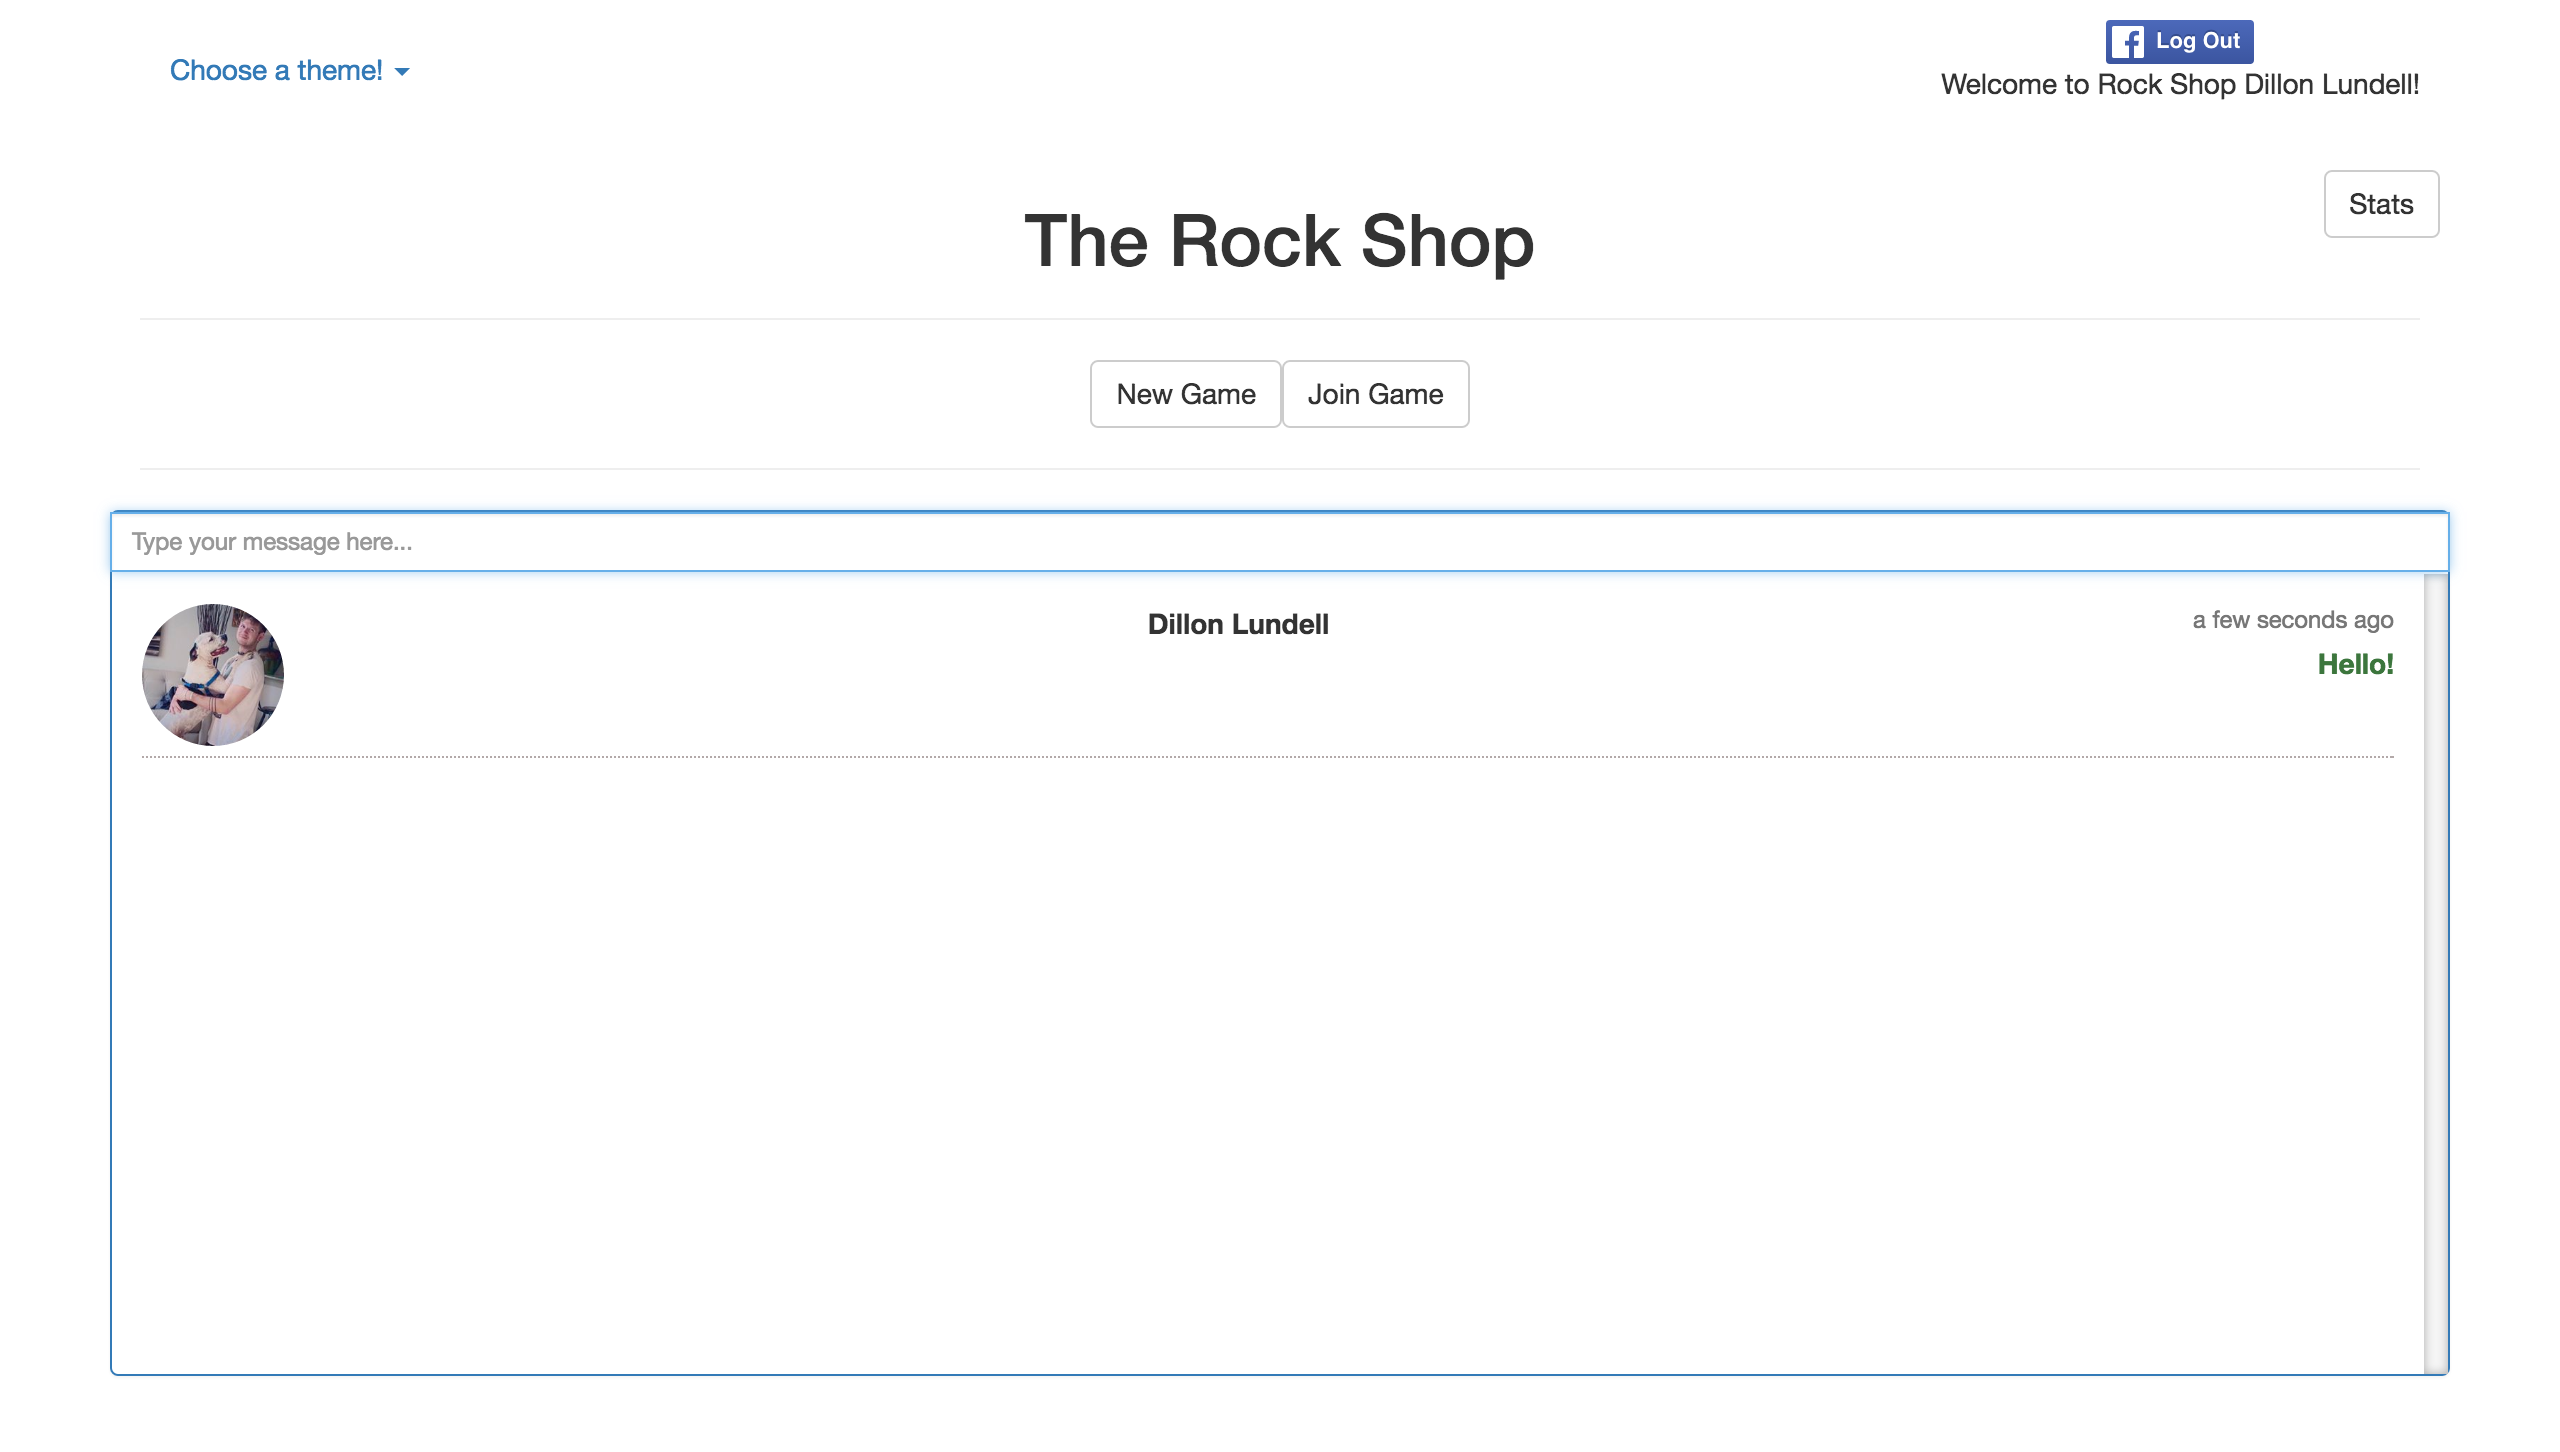 Choose a theme!
Log Out
Welcome to Rock Shop Dillon Lundell!
Stats
The Rock Shop
New Game
Join Game
Type your message here...
Dillon Lundell
a few seconds ago
Hello!